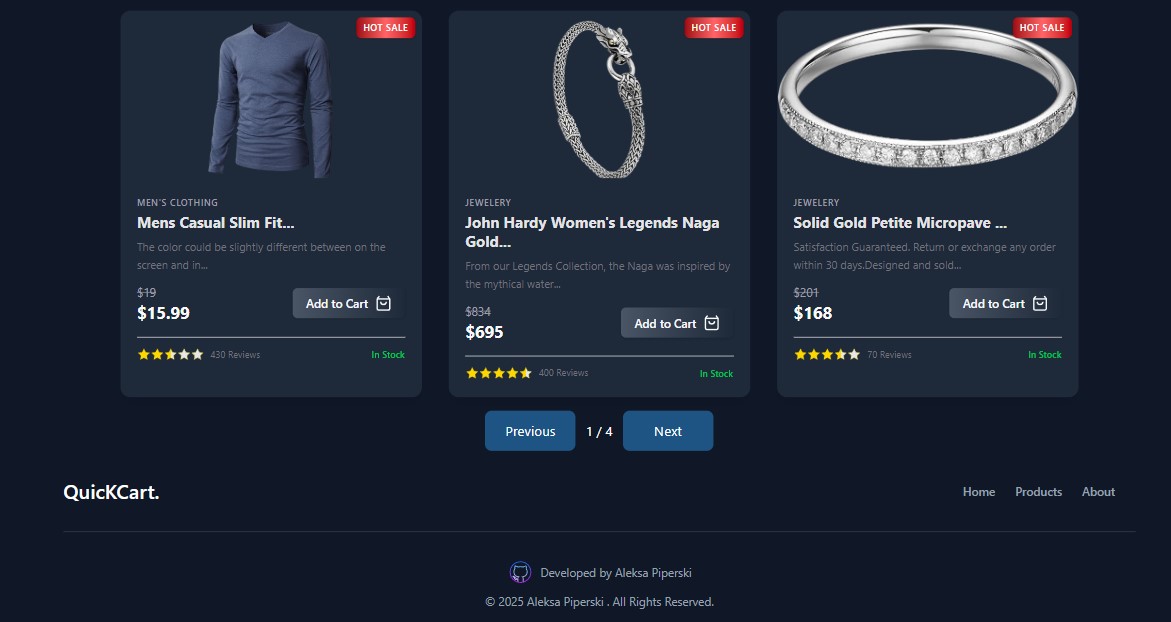 HOT SALE
MEN'S CLOTHING
Mens Casual Slim Fit...
The color could be slightly different between on the
screen and in...
$19
$15.99
Add to Cart
430 Reviews
In Stock
HOT SALE
JEWELERY
John Hardy Women's Legends Naga
Gold...
From our Legends Collection, the Naga was inspired by
the mythical water...
$834
$695
Add to Cart
400 Reviews
In Stock
HOT SALE
JEWELERY
Solid Gold Petite Micropave ...
Satisfaction Guaranteed. Return or exchange any order
within 30 days.Designed and sold...
$201
$168
Add to Cart
70 Reviews
In Stock
Previous
1 / 4
Next
QuicKCart.
Home
Products
About
Developed by Aleksa Piperski
© 2025 Aleksa Piperski . All Rights Reserved.